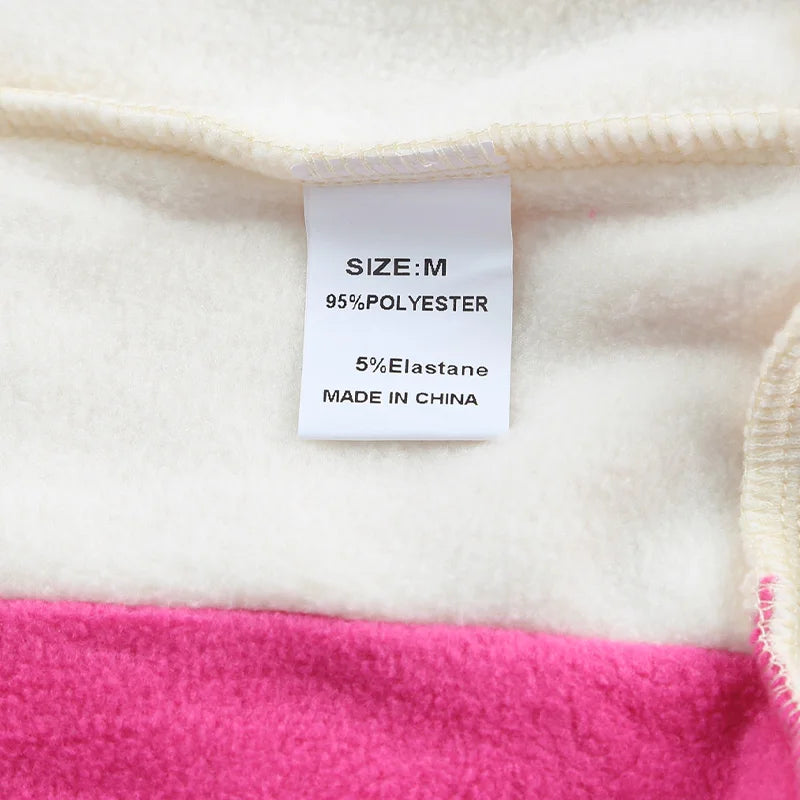 SIZE:M
95%POLYESTER
5%Elastane
MADE IN CHINA